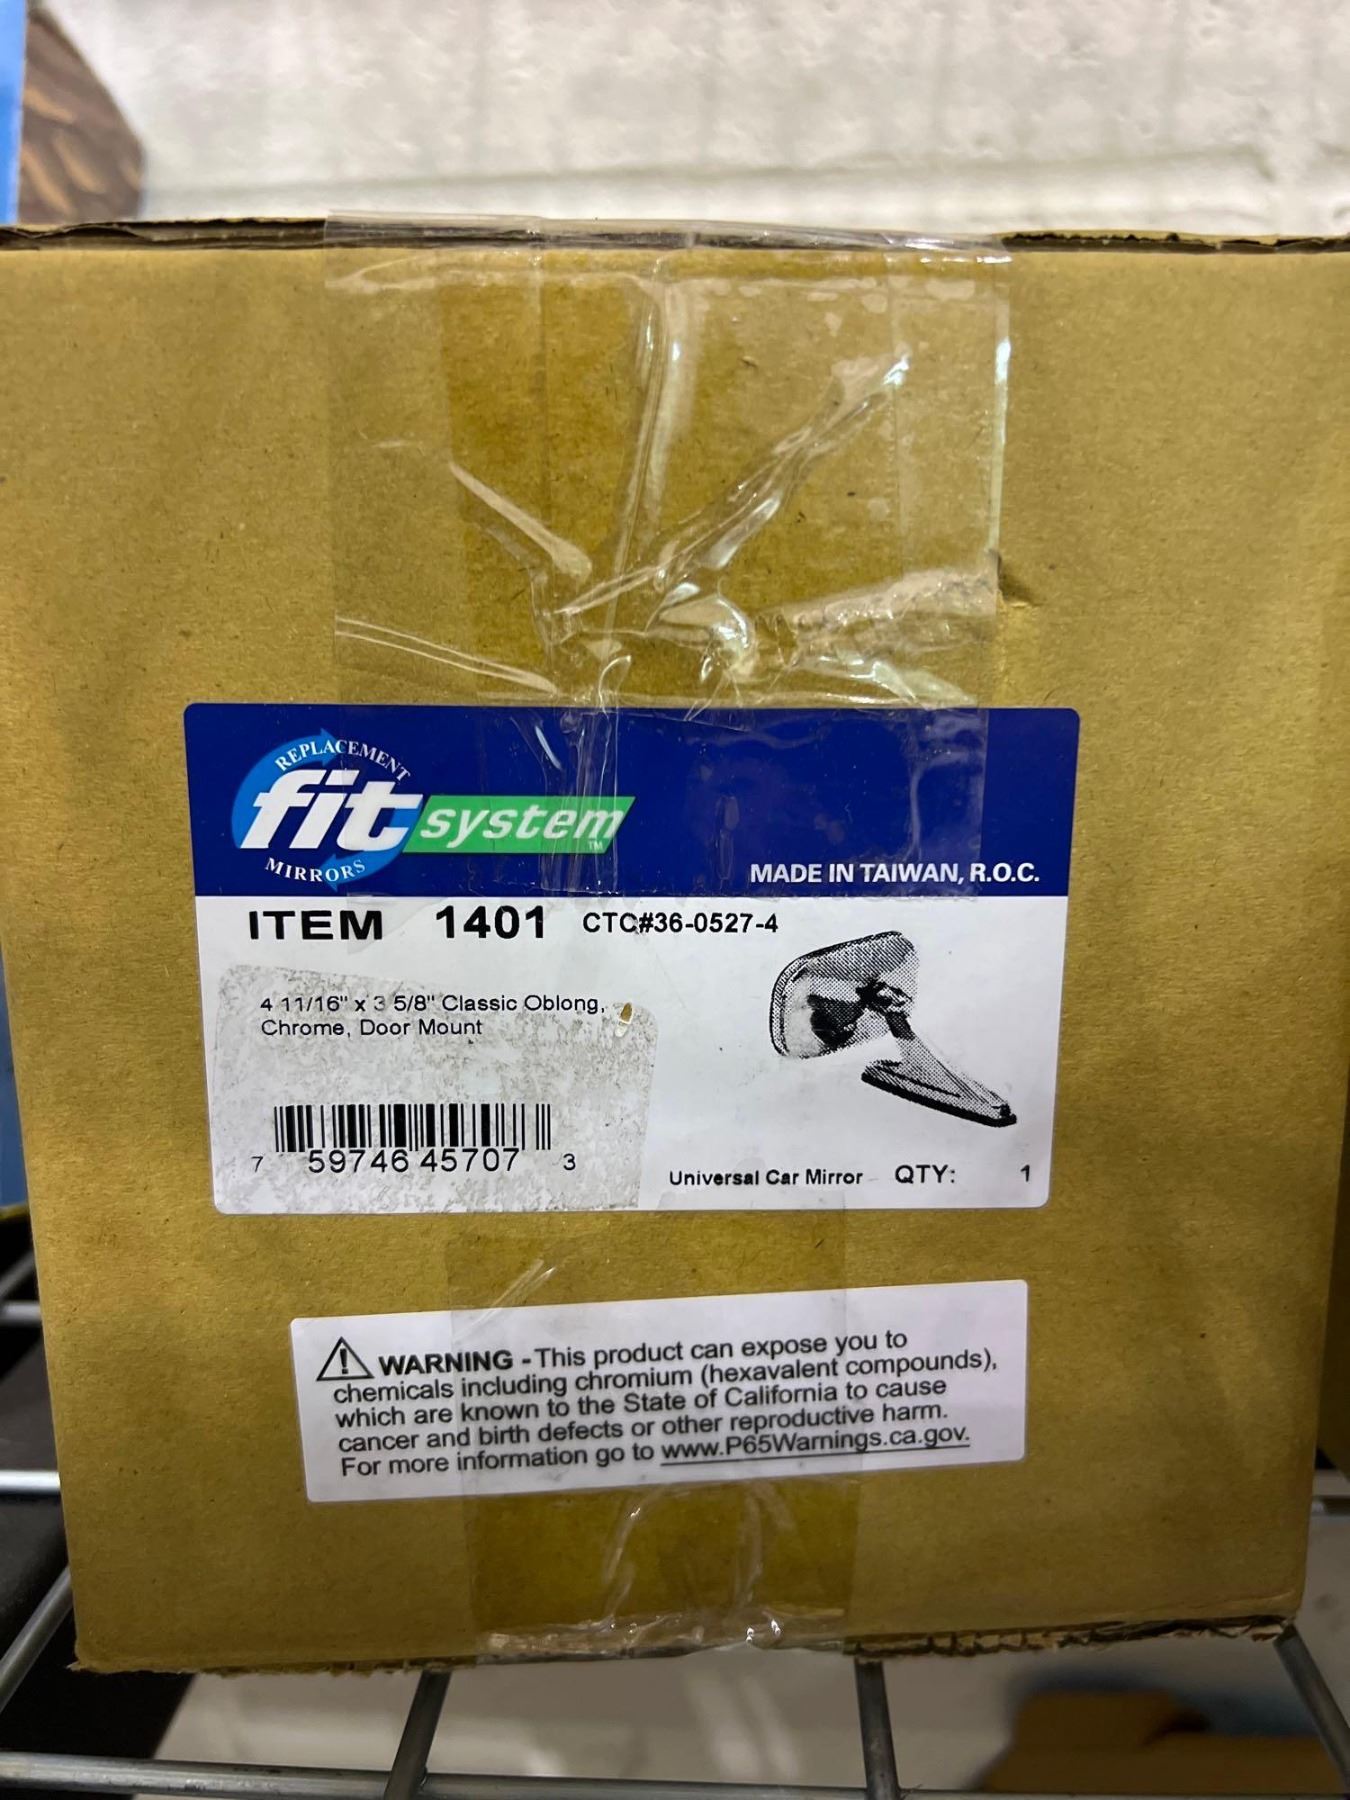 REPLACEMENT
fit system™
MIRRORS
MADE IN TAIWAN, R.O.C.
ITEM 1401 CTC#36-0527-4
4 11/16" x 3 5/8" Classic Oblong,
Chrome, Door Mount
7 59746 45707 3
Universal Car Mirror QTY: 1
WARNING - This product can expose you to
chemicals including chromium (hexavalent compounds),
which are known to the State of California to cause
cancer and birth defects or other reproductive harm.
For more information go to www.P65Warnings.ca.gov.